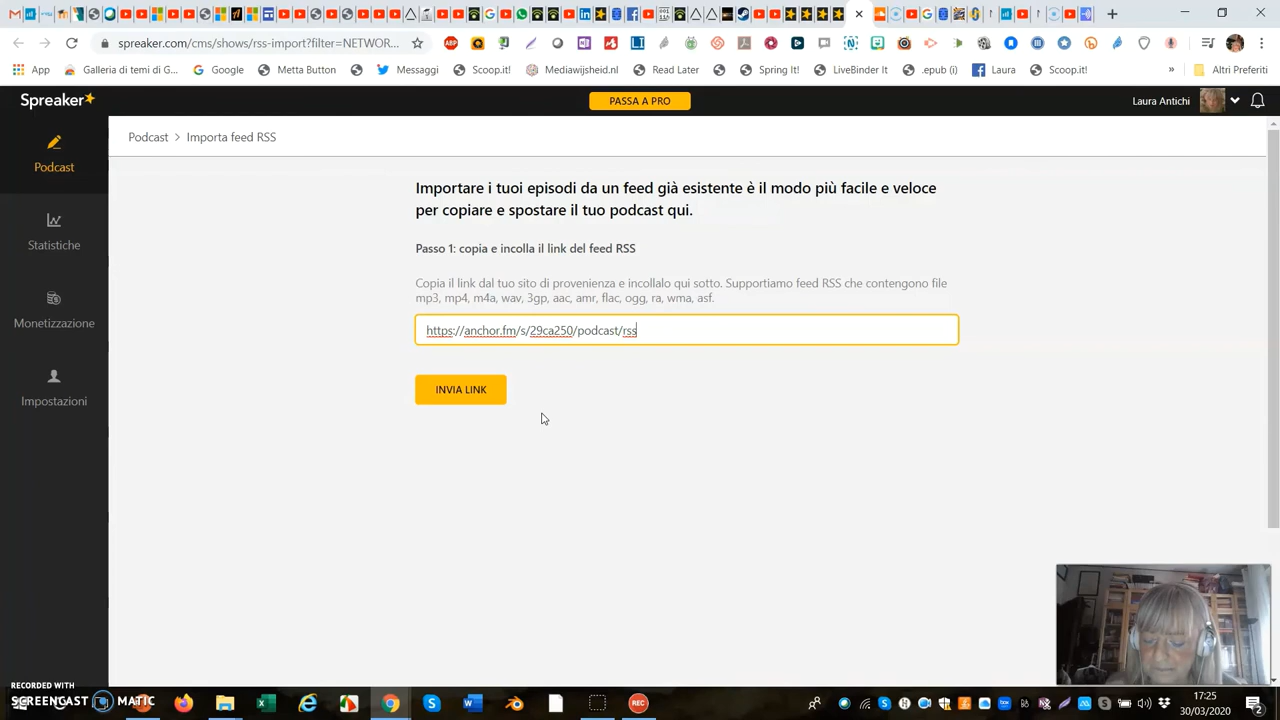 spreaker.com/cms/shows/rss-import?filter=NETWOR...
App
Galleria di temi di G...
Google
Metta Button
Messaggi
Scoop.it!
Mediawijsheid.nl
Read Later
Spring It!
LiveBinder It
.epub (i)
Laura
Scoop.it!
»
Altri Preferiti
Spreaker
PASSA A PRO
Laura Antichi
Podcast > Importa feed RSS
Podcast
Statistiche
Monetizzazione
Impostazioni
Importare i tuoi episodi da un feed già esistente è il modo più facile e veloce
per copiare e spostare il tuo podcast qui.
Passo 1: copia e incolla il link del feed RSS
Copia il link dal tuo sito di provenienza e incollalo qui sotto. Supportiamo feed RSS che contengono file
mp3, mp4, m4a, wav, 3gp, aac, amr, flac, ogg, ra, wma, asf.
https://anchor.fm/s/29ca250/podcast/rss
INVIA LINK
RECORDED WITH
SCREENCAST MATIC
REC
17:25
30/03/2020
2